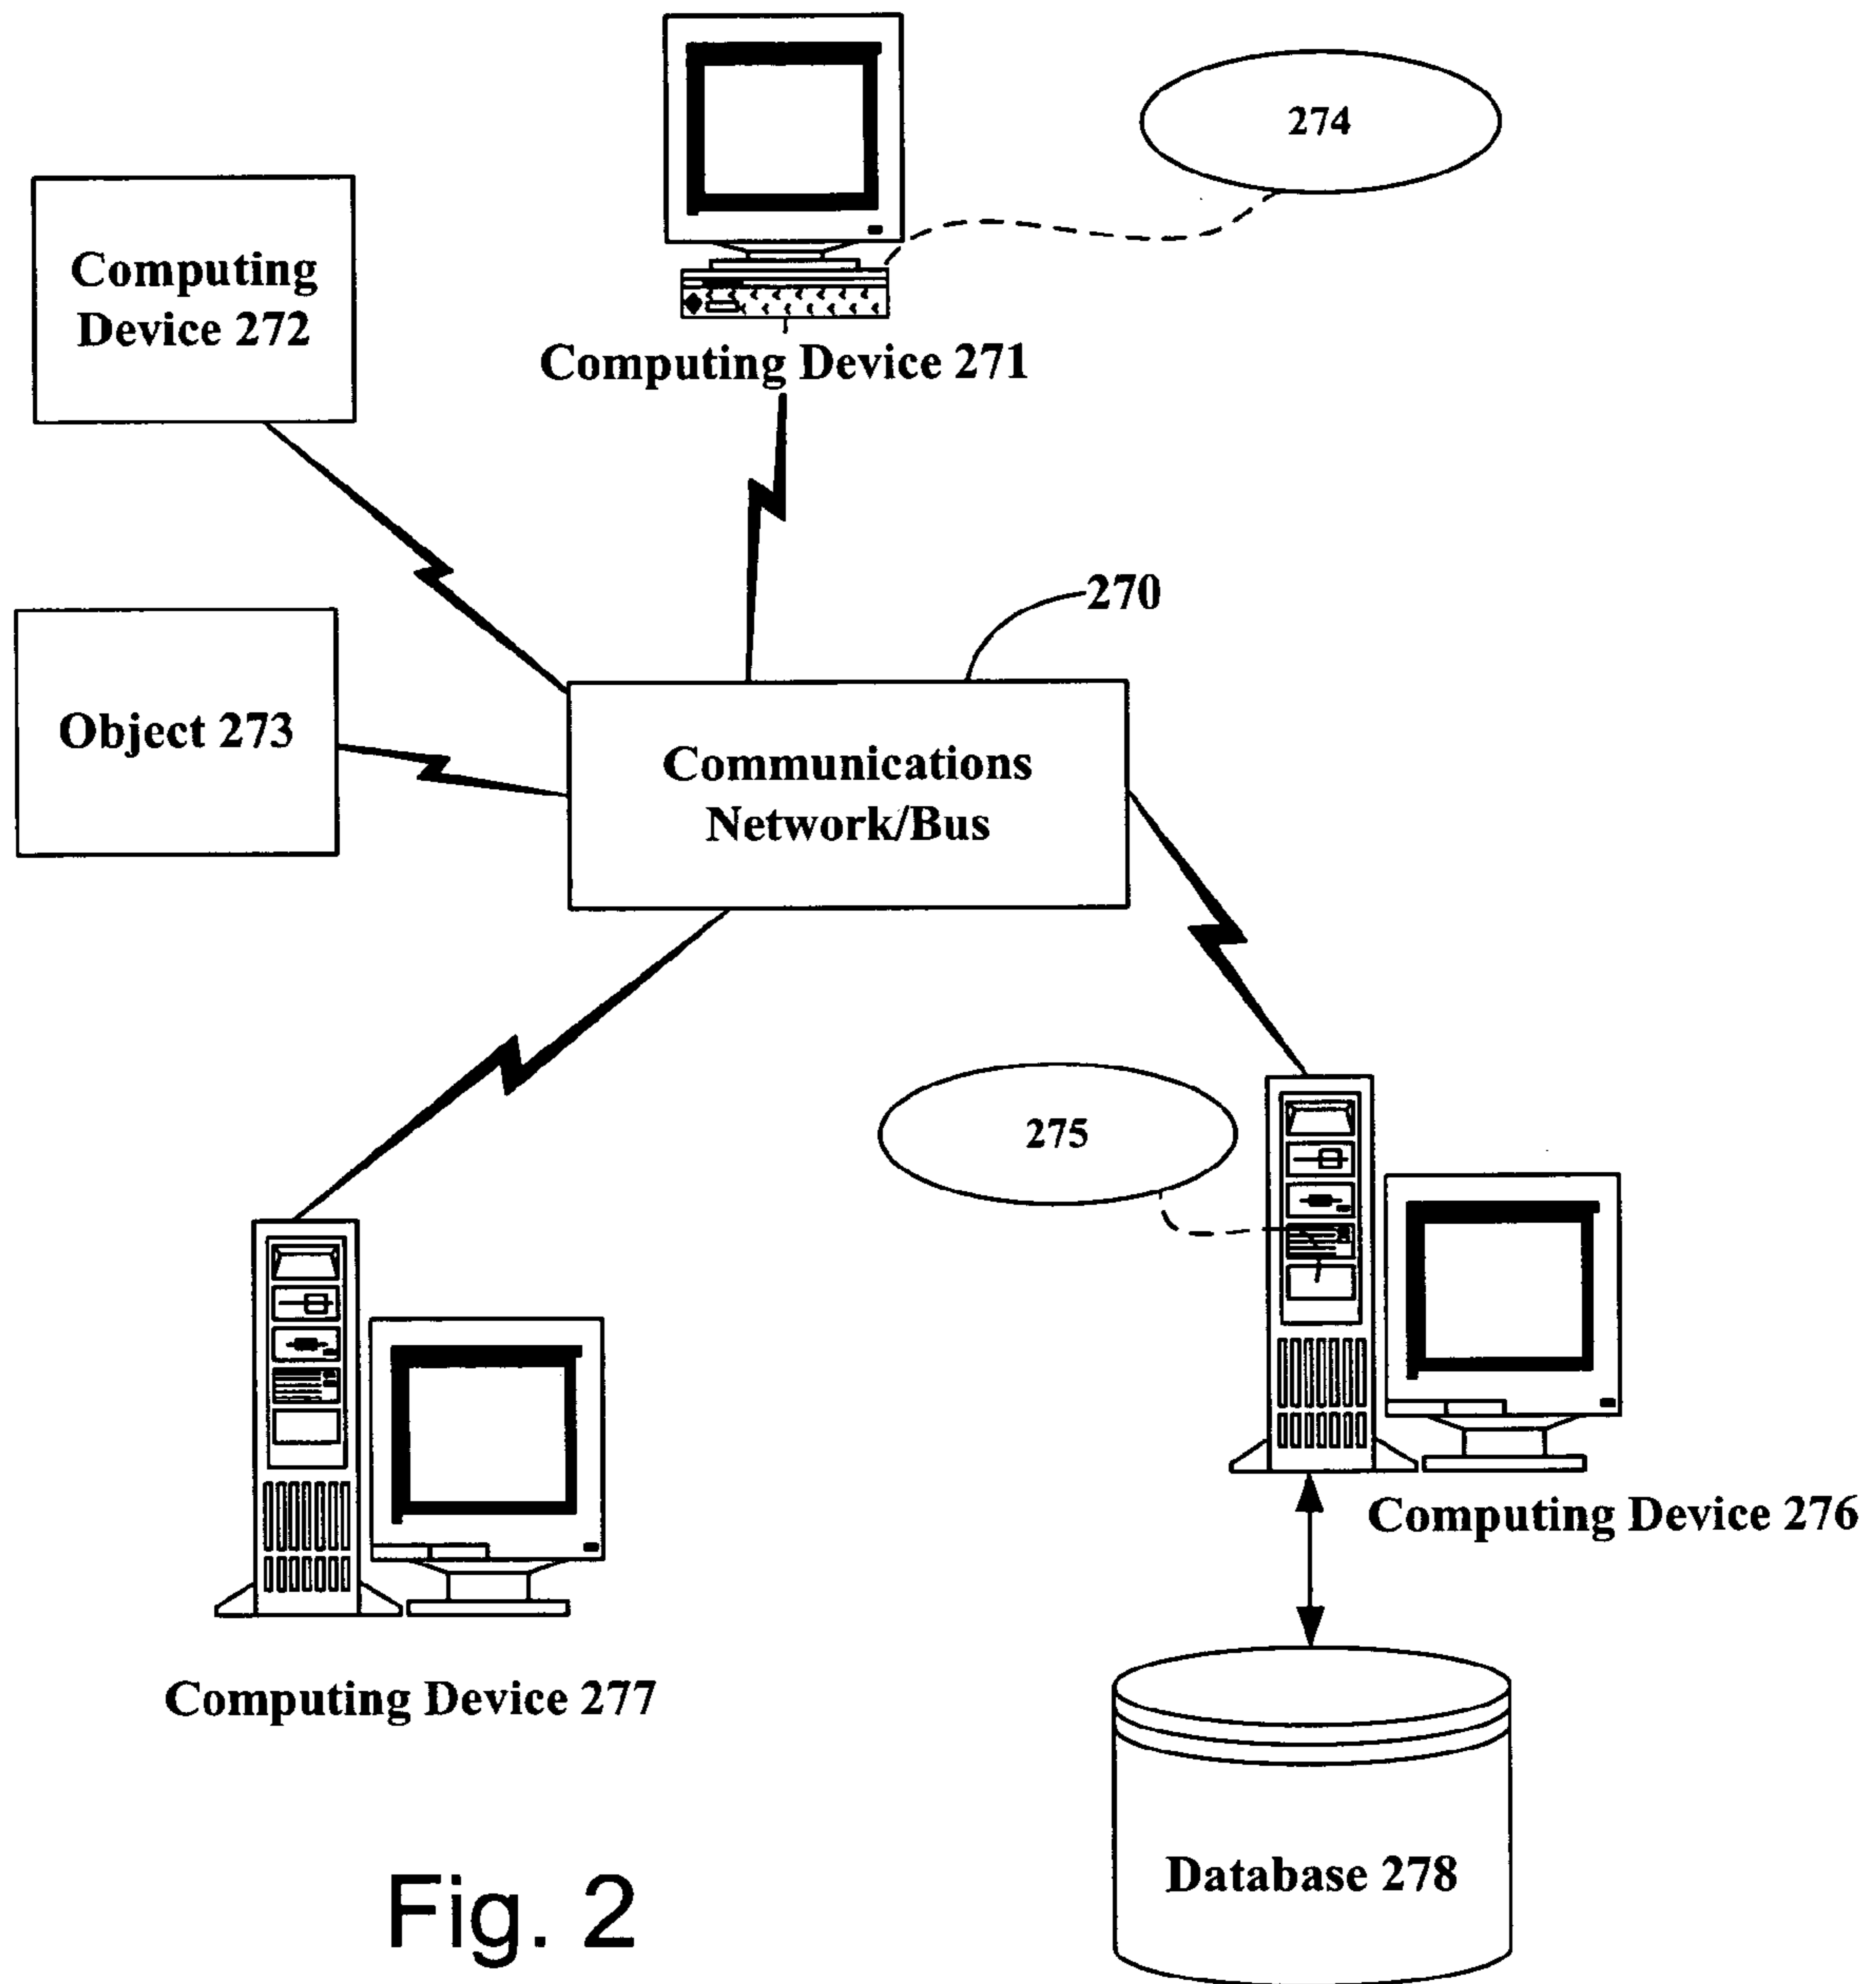 274
Computing
Device 272
Computing Device 271
270
Object 273
Communications
Network/Bus
275
Computing Device 276
Computing Device 277
Database 278
Fig. 2